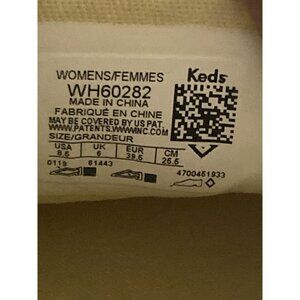 WOMENS/FEMMES
Keds
WH60282
MADE IN CHINA
FABRIQUÉ EN CHINE
MAY BE COVERED BY US PAT.
WWW.PATENTS.WWWINC.COM
SIZE/GRANDEUR
USA UK EUR CM
8.5 6 39.5 25.5
0119 61443 4700451933